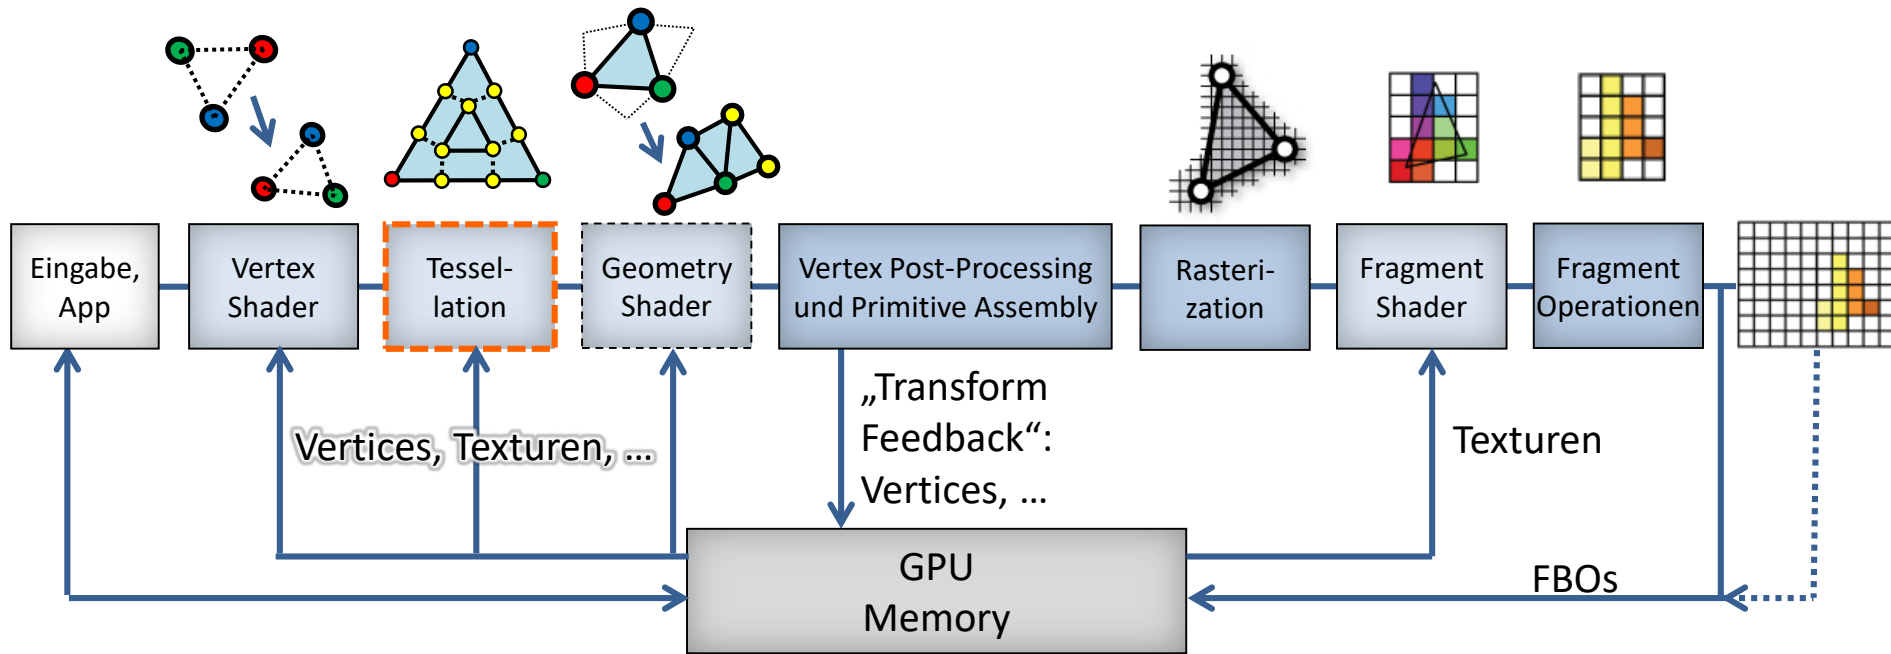 Eingabe,
App
Vertex
Shader
Tessel-
lation
Geometry
Shader
Vertex Post-Processing
und Primitive Assembly
Rasteri-
zation
Fragment
Shader
Fragment
Operationen
Vertices, Texturen, ...
„Transform
Feedback“:
Vertices, ...
Texturen
GPU
Memory
FBOs